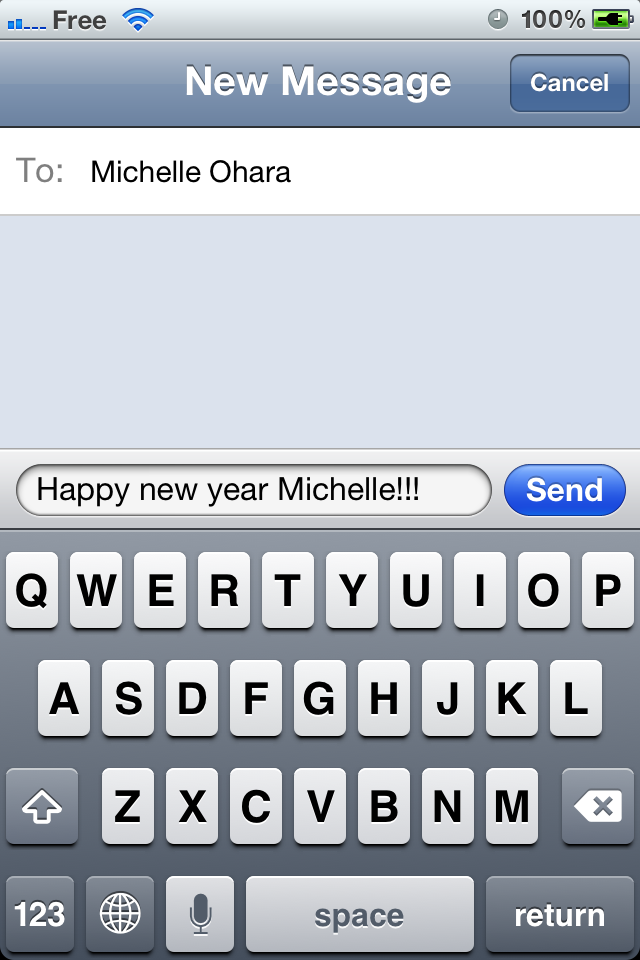 Free 100%
New Message Cancel
To: Michelle Ohara
Happy new year Michelle!!! Send
Q W E R T Y U I O P
A S D F G H J K L
Z X C V B N M
123 space return